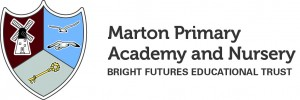 Marton Primary
Academy and Nursery
BRIGHT FUTURES EDUCATIONAL TRUST